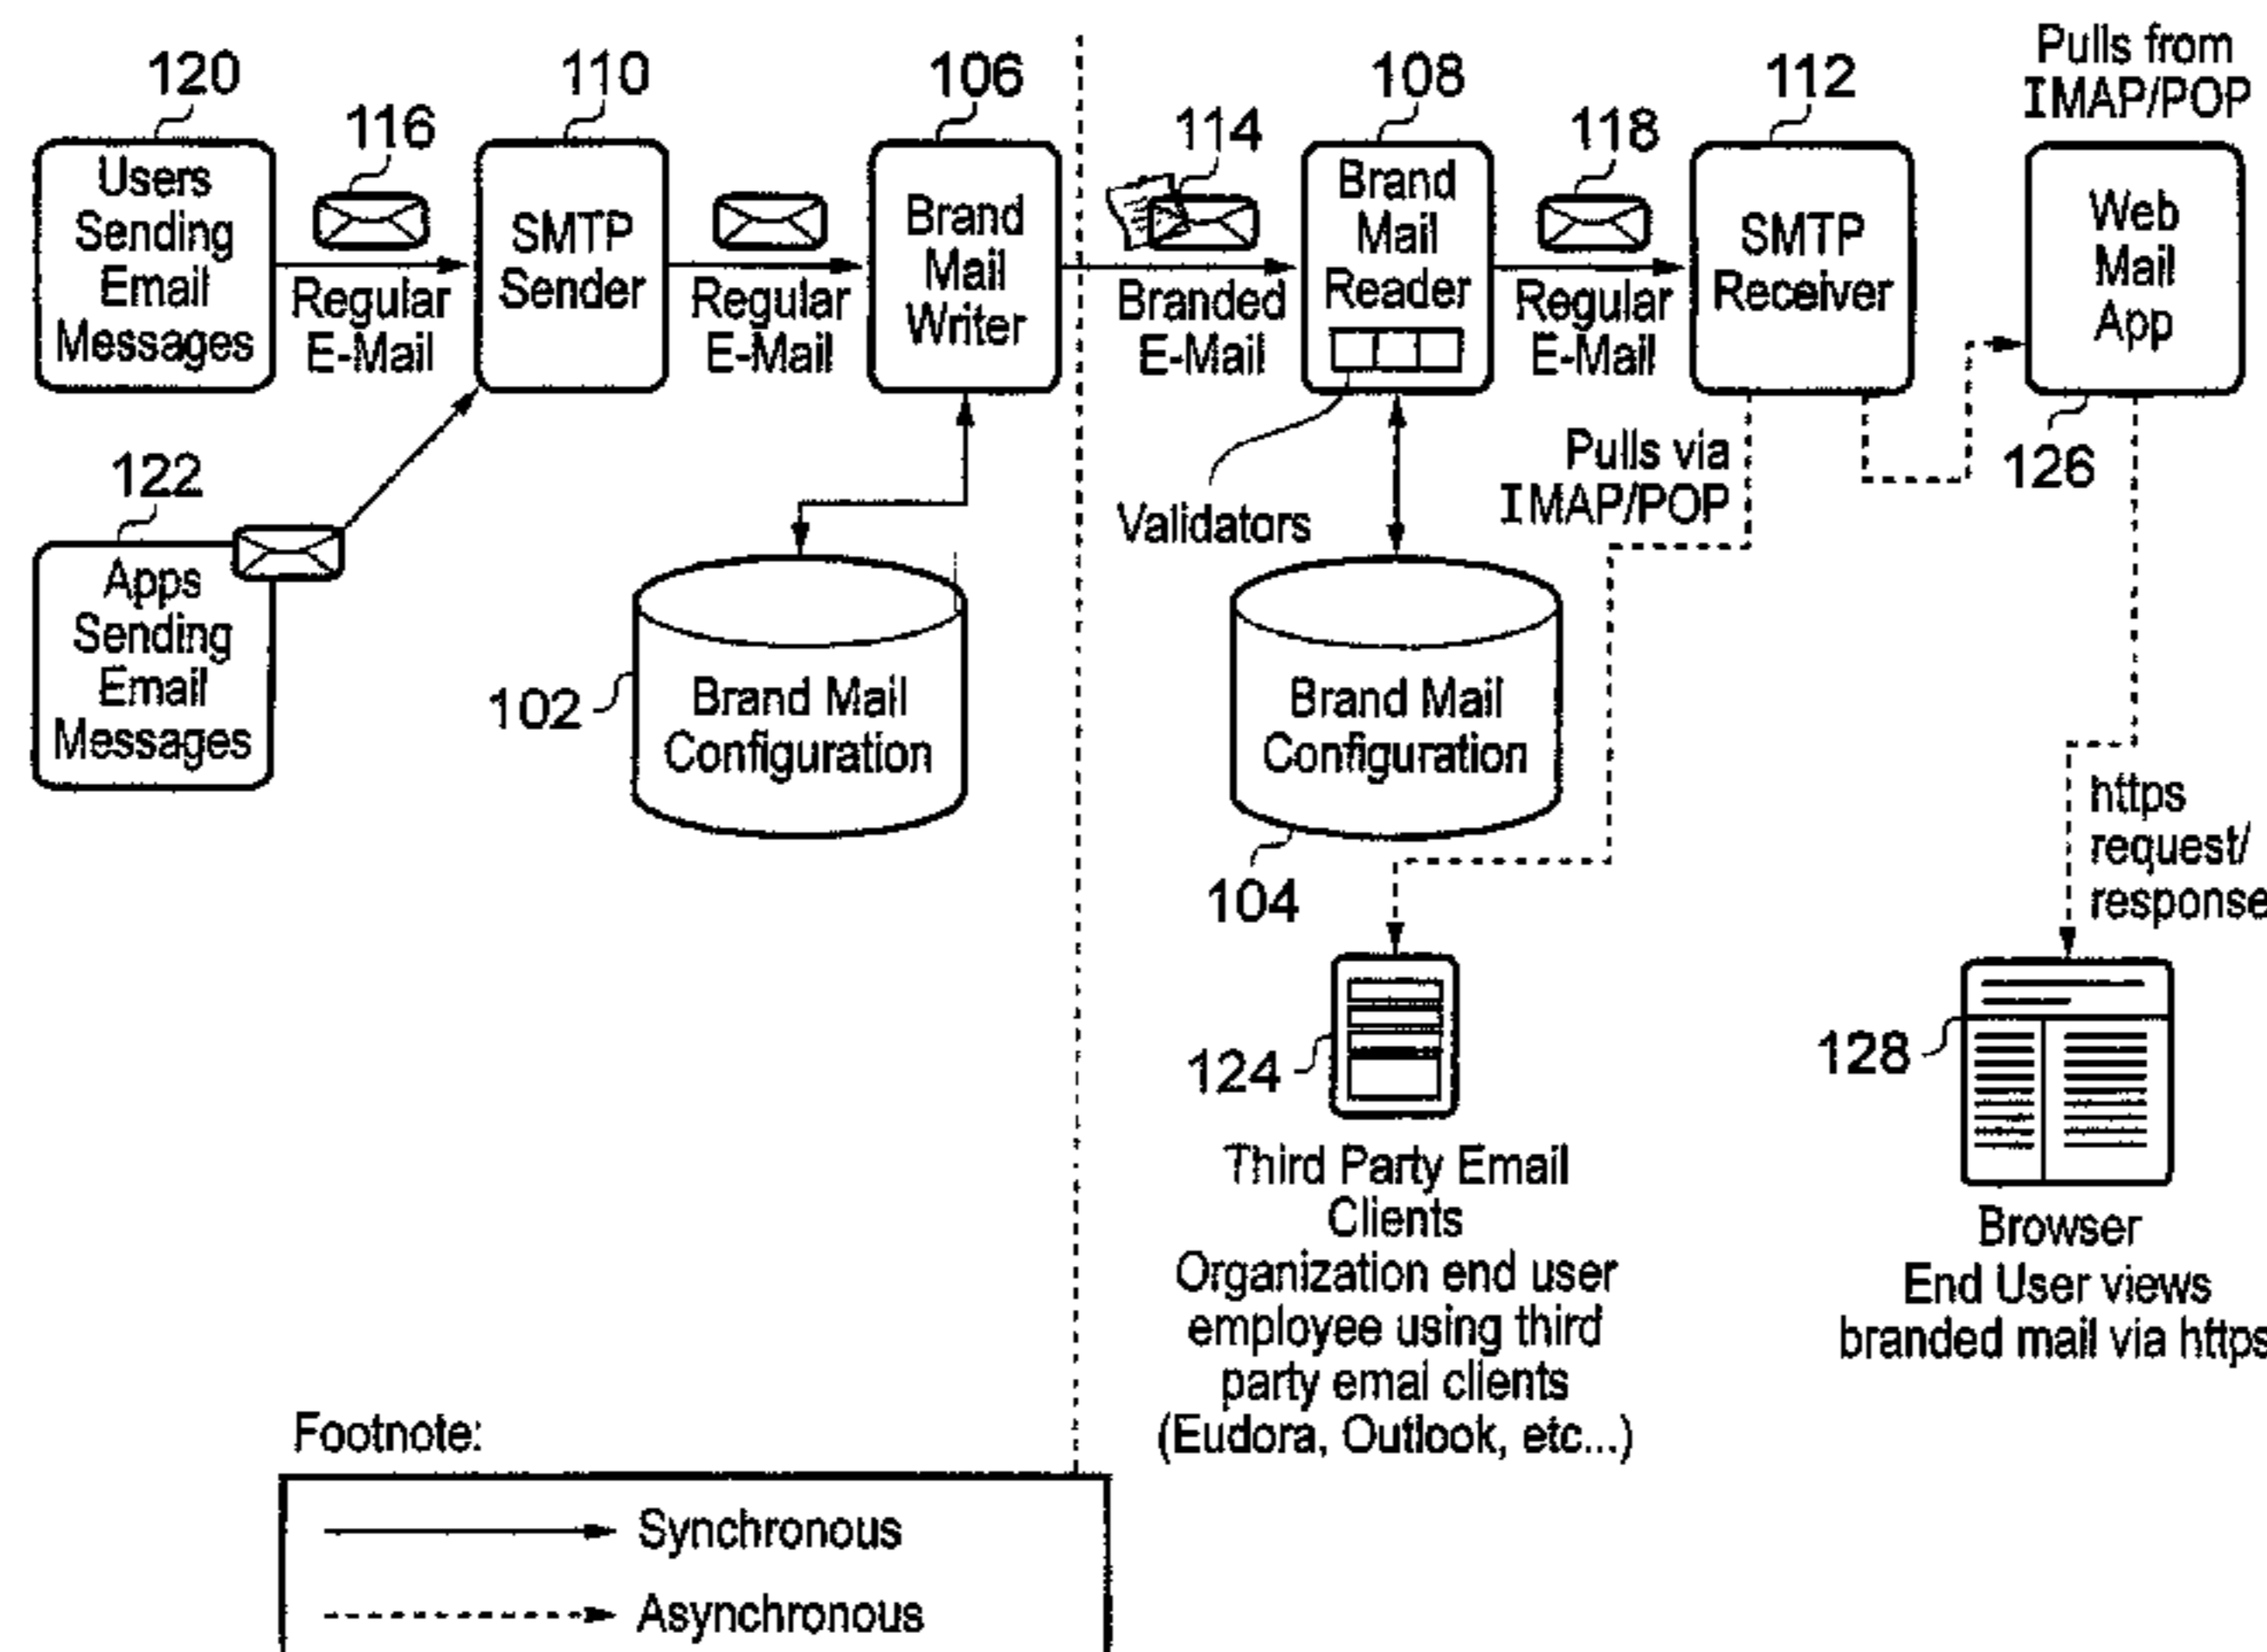 120
Users
Sending
Email
Messages
116
Regular
E-Mail
110
SMTP
Sender
Regular
E-Mail
106
Brand
Mail
Writer
114
Branded
E-Mail
108
Brand
Mail
Reader
Validators
118
Regular
E-Mail
112
SMTP
Receiver
Pulls from
IMAP/POP
Web
Mail
App
126
122
Apps
Sending
Email
Messages
102
Brand Mail
Configuration
Brand Mail
Configuration
104
Pulls via
IMAP/POP
https
request/
response
124
Third Party Email
Clients
Organization end user
employee using third
party emai clients
(Eudora, Outlook, etc...)
128
Browser
End User views
branded mail via https
Footnote:
Synchronous
Asynchronous